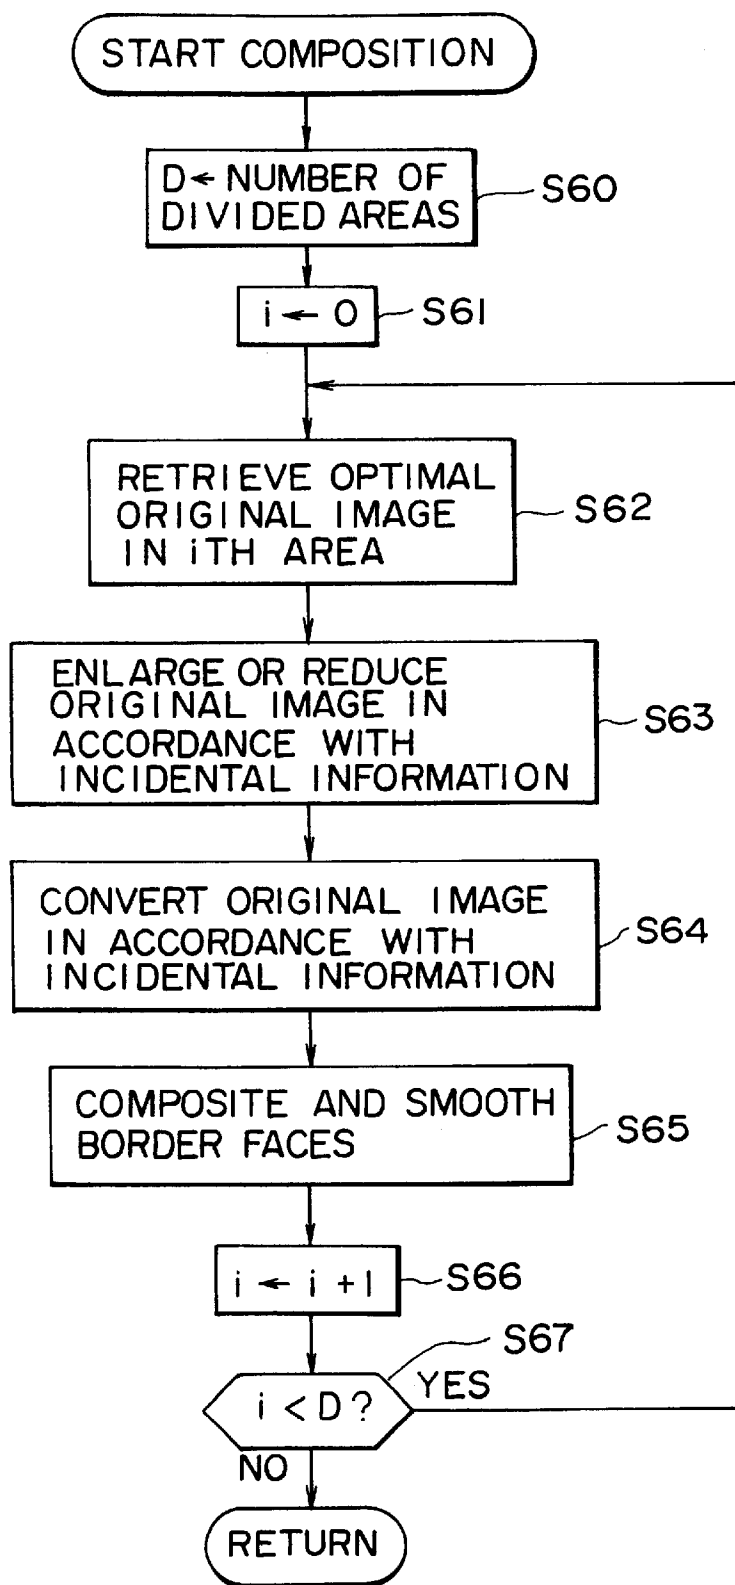 START COMPOSITION
D← NUMBER OF
DIVIDED AREAS
S60
i ← 0
S61
RETRIEVE OPTIMAL
ORIGINAL IMAGE
IN iTH AREA
S62
ENLARGE OR REDUCE
ORIGINAL IMAGE IN
ACCORDANCE WITH
INCIDENTAL INFORMATION
S63
CONVERT ORIGINAL IMAGE
IN ACCORDANCE WITH
INCIDENTAL INFORMATION
S64
COMPOSITE AND SMOOTH
BORDER FACES
S65
i ← i +1
S66
S67
i < D ?
YES
NO
RETURN